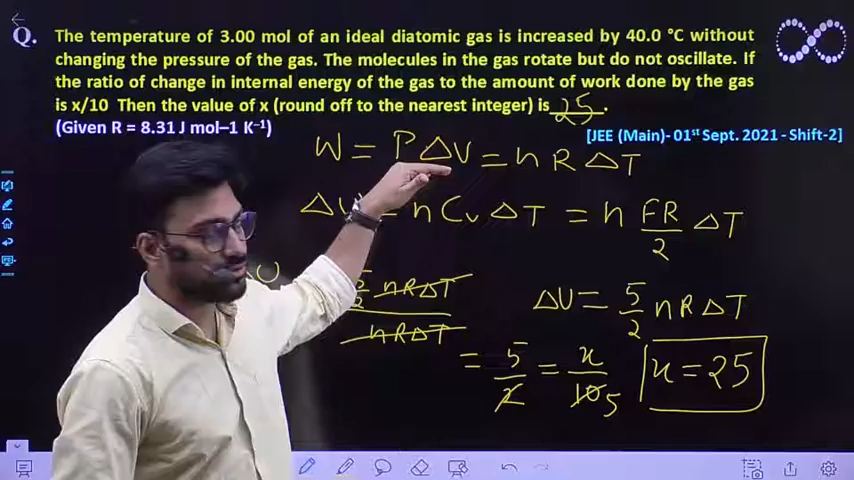 Q. The temperature of 3.00 mol of an ideal diatomic gas is increased by 40.0 °C without
changing the pressure of the gas. The molecules in the gas rotate but do not oscillate. If
the ratio of change in internal energy of the gas to the amount of work done by the gas
is x/10 Then the value of x (round off to the nearest integer) is 25.
(Given R = 8.31 J mol–1 K⁻¹)
[JEE (Main)- 01st Sept. 2021 - Shift-2]
W = PΔV = nRΔT
= nCvΔT = n FR/2 ΔT
nRΔT / nRΔT
ΔU = 5/2 nRΔT
= 5/2 = x/10 5
x = 25